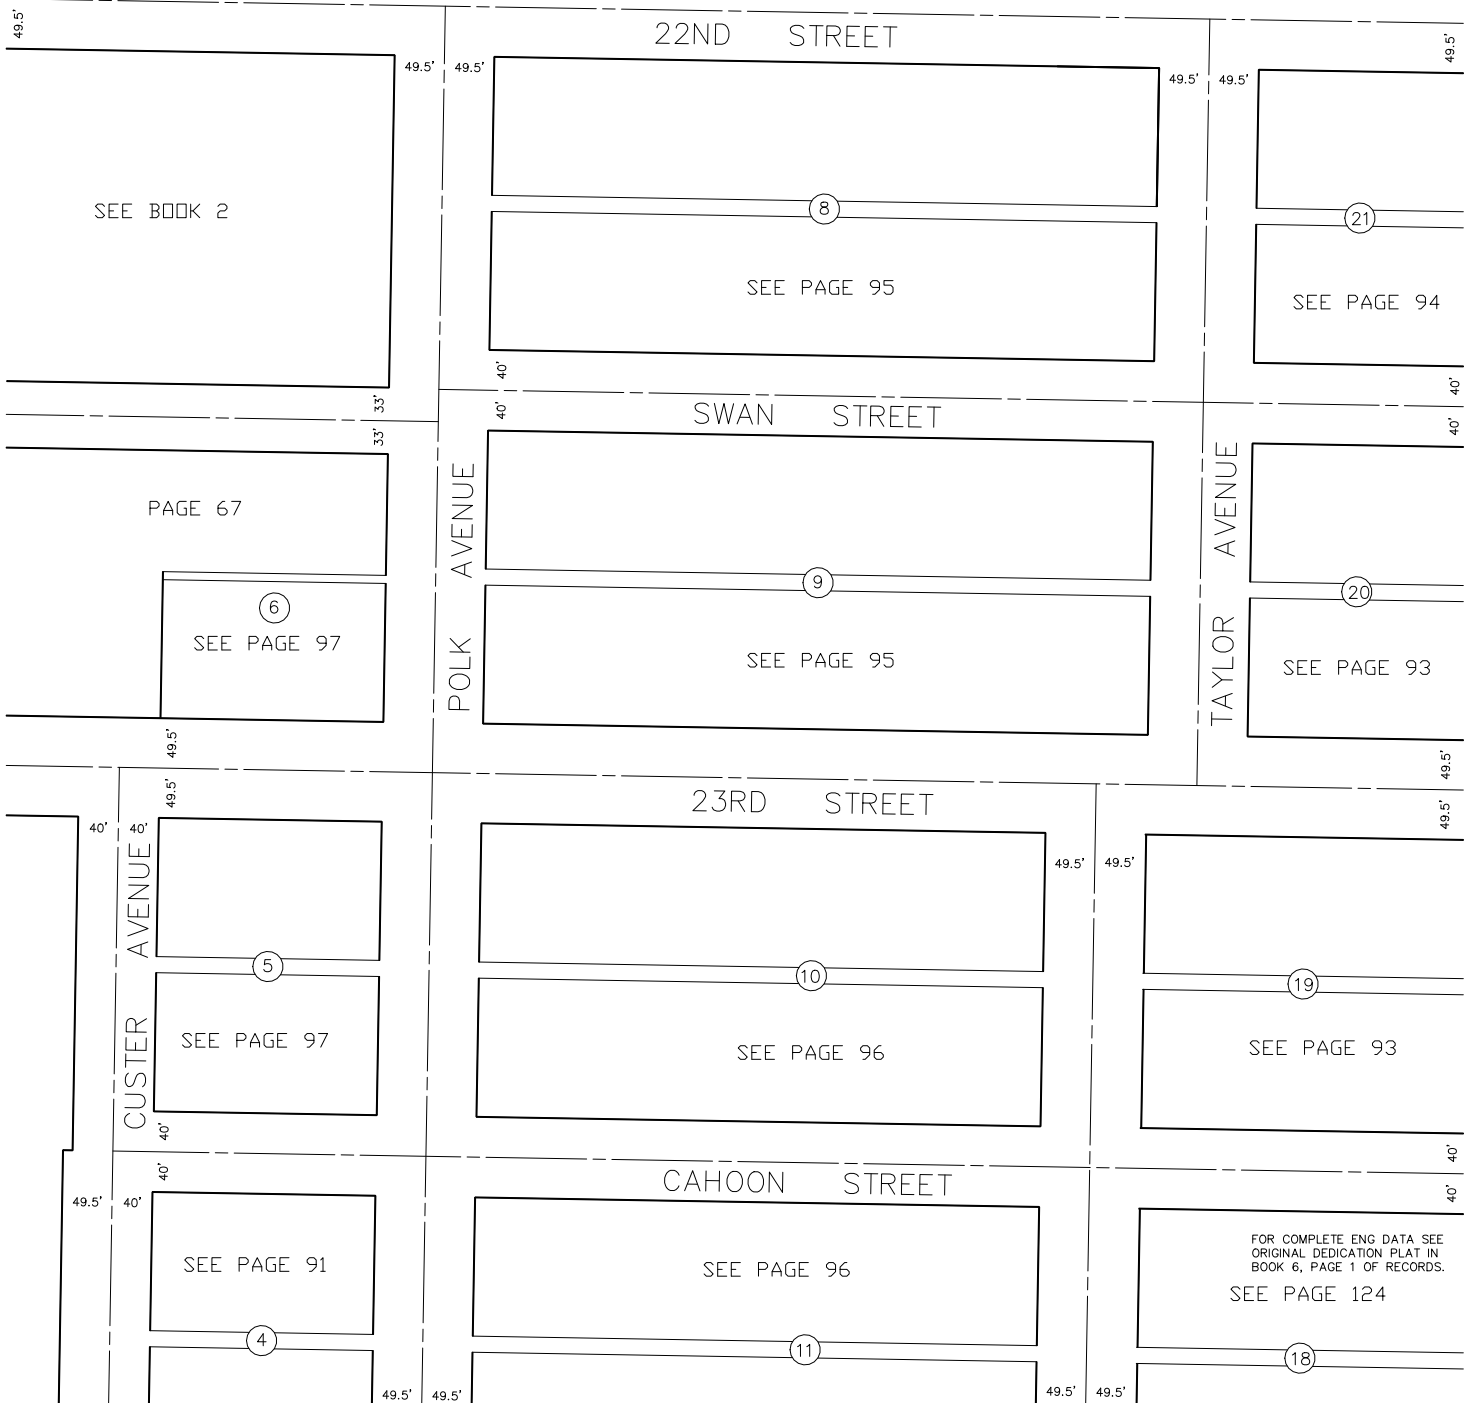 49.5'
22ND STREET
49.5'
49.5' 49.5'
49.5' 49.5'
SEE BOOK 2
8
21
SEE PAGE 95
SEE PAGE 94
40'
33'
40'
40'
SWAN STREET
40'
33'
POLK AVENUE
TAYLOR AVENUE
PAGE 67
9
20
6
SEE PAGE 97
SEE PAGE 95
SEE PAGE 93
49.5'
49.5'
49.5'
23RD STREET
49.5'
40' 40'
CUSTER AVENUE
49.5' 49.5'
5
10
19
SEE PAGE 97
SEE PAGE 96
SEE PAGE 93
40'
40'
40'
CAHOON STREET
40'
49.5' 40'
FOR COMPLETE ENG DATA SEE
ORIGINAL DEDICATION PLAT IN
BOOK 6, PAGE 1 OF RECORDS.
SEE PAGE 91
SEE PAGE 96
SEE PAGE 124
4
11
18
49.5' 49.5'
49.5' 49.5'